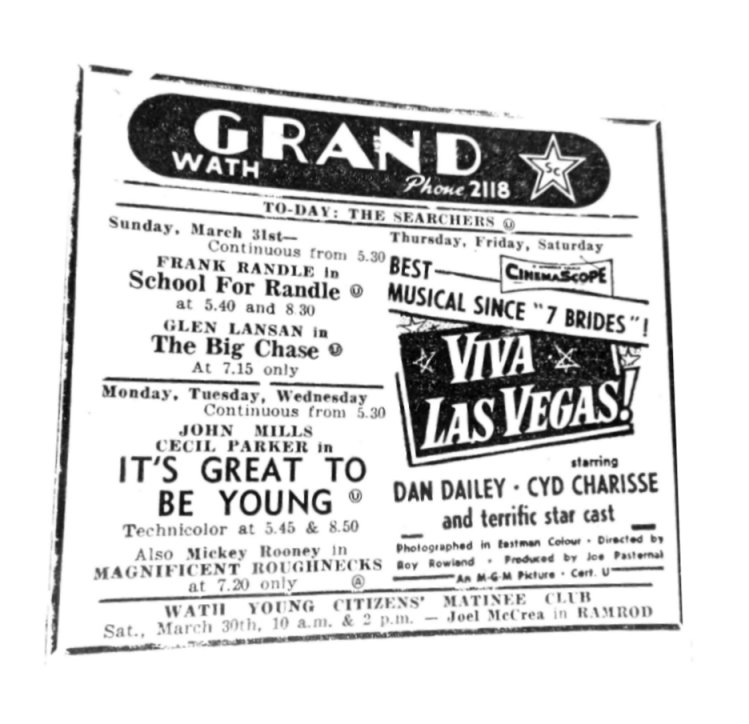 GRAND
WATH
Phone 2118
Sc
TO-DAY: THE SEARCHERS Ⓤ
Sunday, March 31st—
Continuous from 5.30
FRANK RANDLE in
School For Randle Ⓤ
at 5.40 and 8.30
GLEN LANSAN in
The Big Chase Ⓤ
At 7.15 only
Monday, Tuesday, Wednesday
Continuous from 5.30
JOHN MILLS
CECIL PARKER in
IT'S GREAT TO
BE YOUNG Ⓤ
Technicolor at 5.45 & 8.50
Also Mickey Rooney in
MAGNIFICENT ROUGHNECKS
at 7.20 only Ⓐ
Thursday, Friday, Saturday
BEST—
CINEMASCOPE
MUSICAL SINCE "7 BRIDES"!
VIVA
LAS VEGAS!
starring
DAN DAILEY · CYD CHARISSE
and terrific star cast
Photographed in Eastman Colour · Directed by
Roy Rowland · Produced by Joe Pasternal
An M-G-M Picture · Cert. U
WATH YOUNG CITIZENS' MATINEE CLUB
Sat., March 30th, 10 a.m. & 2 p.m. — Joel McCrea in RAMROD